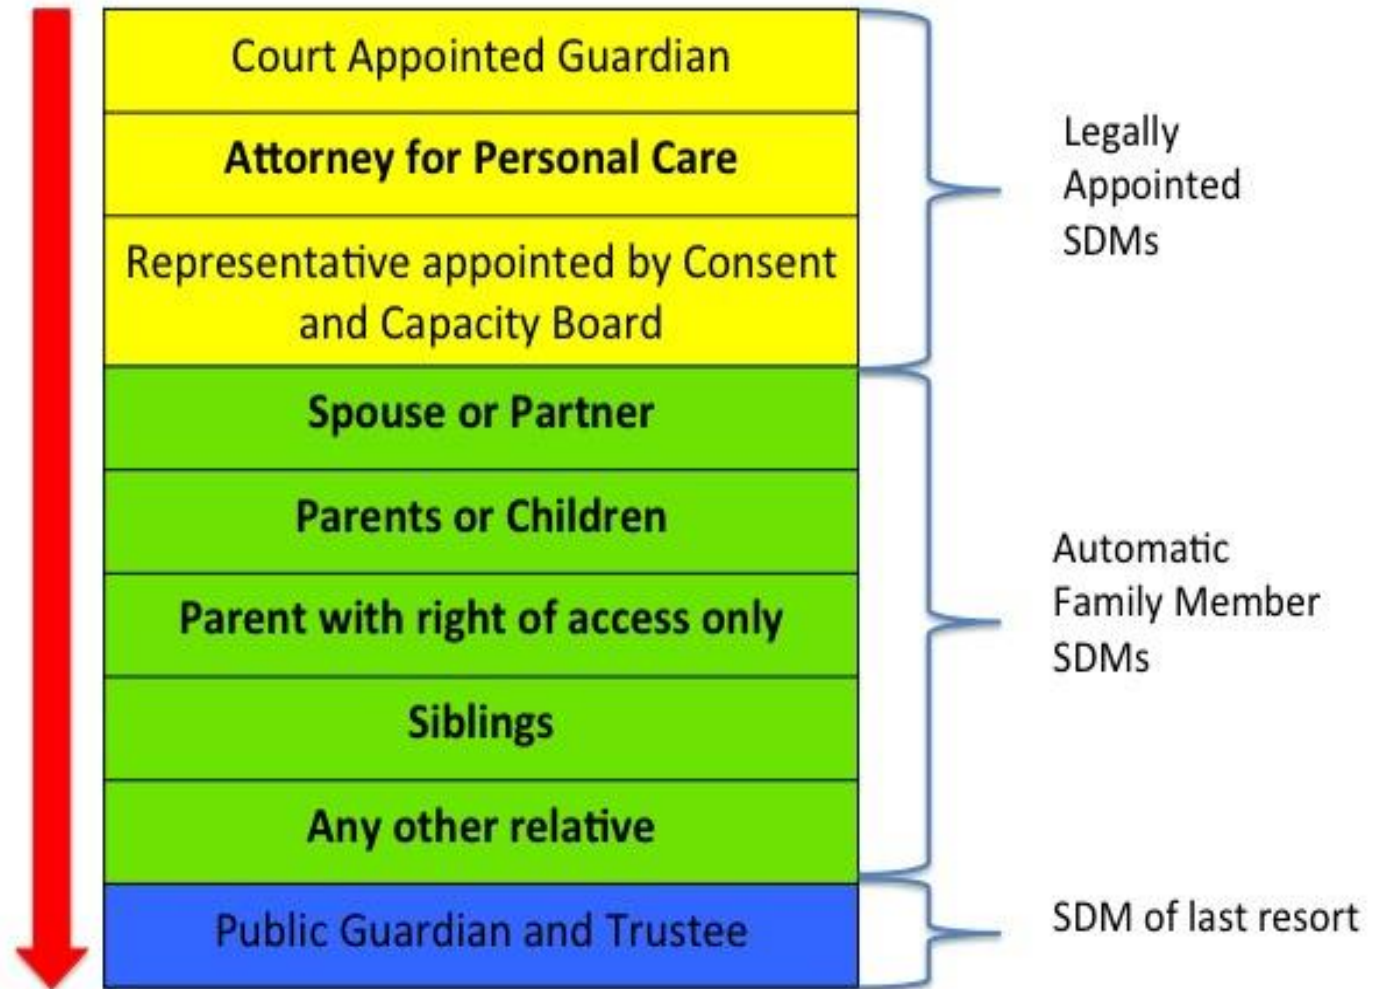 Court Appointed Guardian
Attorney for Personal Care
Representative appointed by Consent
and Capacity Board
Legally
Appointed
SDMs
Spouse or Partner
Parents or Children
Parent with right of access only
Siblings
Any other relative
Automatic
Family Member
SDMs
Public Guardian and Trustee
SDM of last resort